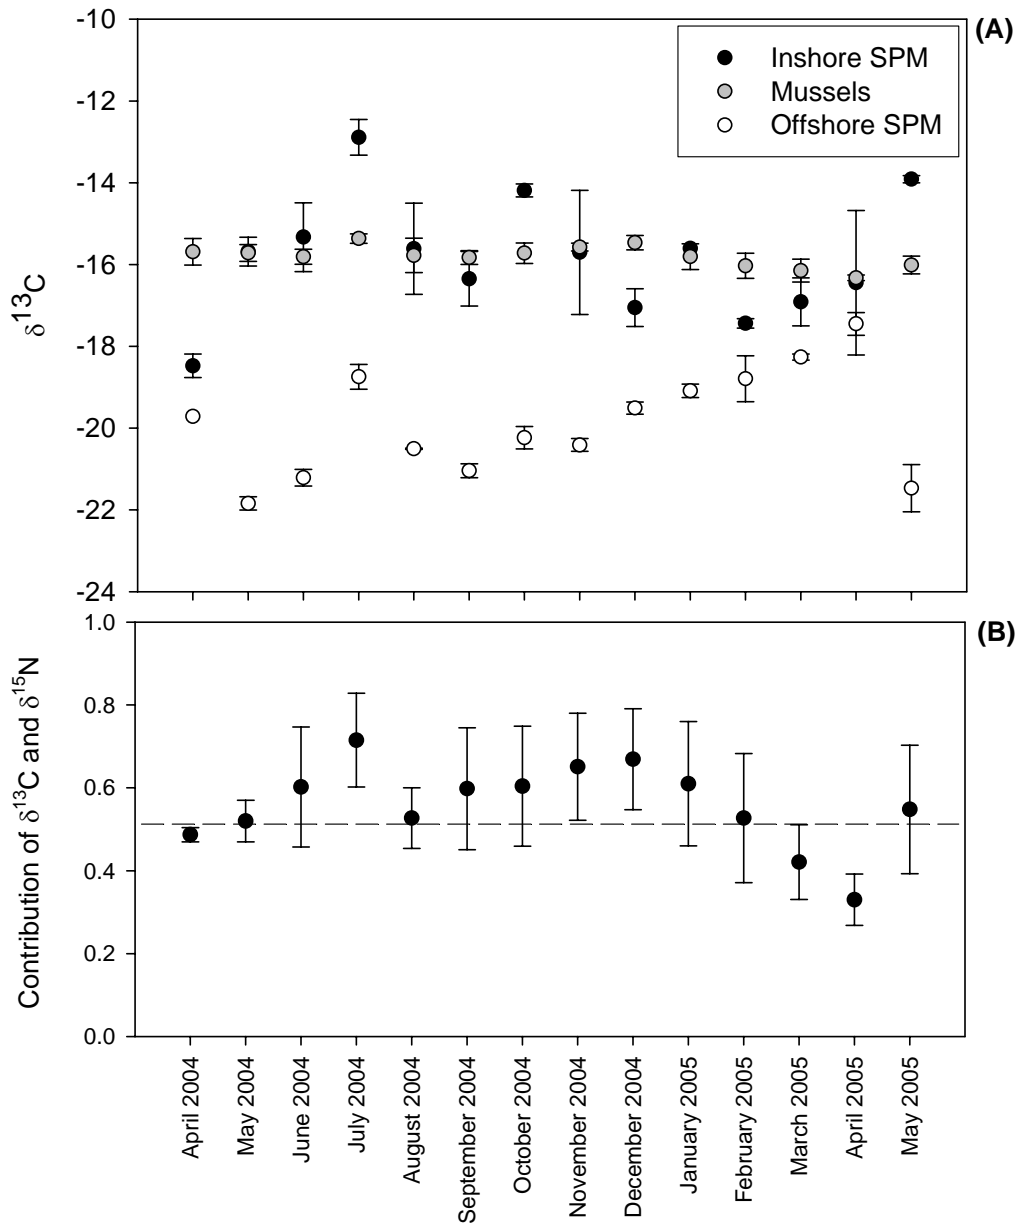 (A)
Inshore SPM
Mussels
Offshore SPM
δ¹³C
-10
-12
-14
-16
-18
-20
-22
-24
(B)
Contribution of δ¹³C and δ¹⁵N
1.0
0.8
0.6
0.4
0.2
0.0
April 2004
May 2004
June 2004
July 2004
August 2004
September 2004
October 2004
November 2004
December 2004
January 2005
February 2005
March 2005
April 2005
May 2005